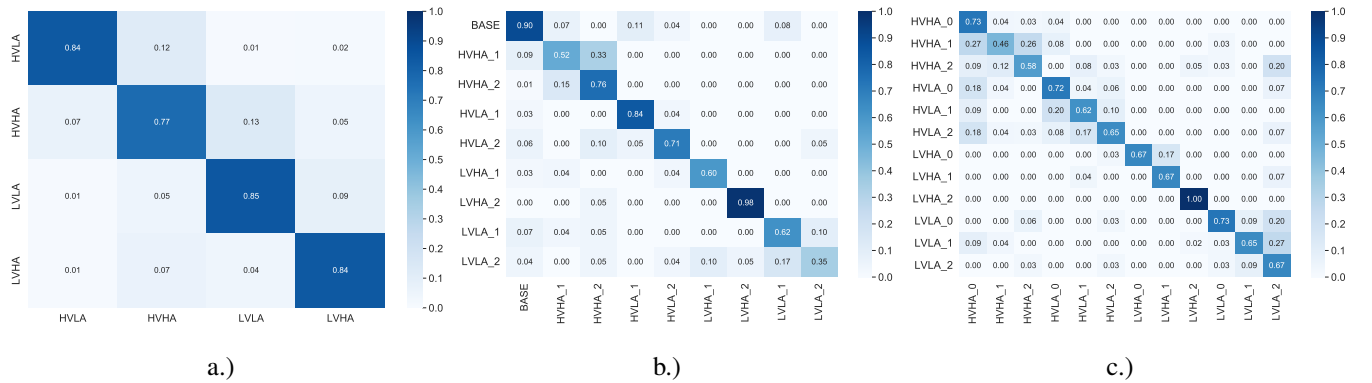 HVLA 0.84 0.12 0.01 0.02
HVHA 0.07 0.77 0.13 0.05
LVLA 0.01 0.05 0.85 0.09
LVHA 0.01 0.07 0.04 0.84
HVLA HVHA LVLA LVHA
1.0
0.9
0.8
0.7
0.6
0.5
0.4
0.3
0.2
0.1
0.0
a.)
BASE 0.90 0.07 0.00 0.11 0.04 0.00 0.00 0.08 0.00
HVHA_1 0.09 0.52 0.33 0.00 0.00 0.00 0.00 0.00 0.00
HVHA_2 0.01 0.15 0.76 0.00 0.00 0.00 0.00 0.00 0.00
HVLA_1 0.03 0.00 0.00 0.84 0.04 0.00 0.00 0.00 0.00
HVLA_2 0.06 0.00 0.10 0.05 0.71 0.00 0.00 0.00 0.05
LVHA_1 0.03 0.04 0.00 0.00 0.04 0.60 0.00 0.00 0.00
LVHA_2 0.00 0.00 0.05 0.00 0.00 0.00 0.98 0.00 0.00
LVLA_1 0.07 0.04 0.05 0.00 0.00 0.00 0.00 0.62 0.10
LVLA_2 0.04 0.00 0.05 0.00 0.04 0.10 0.05 0.17 0.35
BASE HVHA_1 HVHA_2 HVLA_1 HVLA_2 LVHA_1 LVHA_2 LVLA_1 LVLA_2
1.0
0.9
0.8
0.7
0.6
0.5
0.4
0.3
0.2
0.1
0.0
b.)
HVHA_0 0.73 0.04 0.03 0.04 0.00 0.00 0.00 0.00 0.00 0.00 0.00 0.00
HVHA_1 0.27 0.46 0.26 0.08 0.00 0.00 0.00 0.00 0.00 0.03 0.00 0.00
HVHA_2 0.09 0.12 0.58 0.00 0.08 0.03 0.00 0.00 0.05 0.03 0.00 0.20
HVLA_0 0.18 0.04 0.00 0.72 0.04 0.06 0.00 0.00 0.00 0.00 0.00 0.07
HVLA_1 0.09 0.00 0.00 0.20 0.62 0.10 0.00 0.00 0.00 0.00 0.00 0.00
HVLA_2 0.18 0.04 0.03 0.08 0.17 0.65 0.00 0.00 0.00 0.00 0.00 0.07
LVHA_0 0.00 0.00 0.00 0.00 0.00 0.03 0.67 0.17 0.00 0.00 0.00 0.00
LVHA_1 0.00 0.00 0.00 0.00 0.04 0.00 0.00 0.67 0.00 0.00 0.00 0.07
LVHA_2 0.00 0.00 0.00 0.00 0.00 0.00 0.00 0.00 1.00 0.00 0.00 0.00
LVLA_0 0.00 0.00 0.06 0.00 0.00 0.03 0.00 0.00 0.00 0.73 0.09 0.20
LVLA_1 0.09 0.04 0.00 0.00 0.00 0.00 0.00 0.00 0.02 0.03 0.65 0.27
LVLA_2 0.00 0.00 0.03 0.00 0.00 0.03 0.00 0.00 0.00 0.03 0.09 0.67
HVHA_0 HVHA_1 HVHA_2 HVLA_0 HVLA_1 HVLA_2 LVHA_0 LVHA_1 LVHA_2 LVLA_0 LVLA_1 LVLA_2
1.0
0.9
0.8
0.7
0.6
0.5
0.4
0.3
0.2
0.1
0.0
c.)